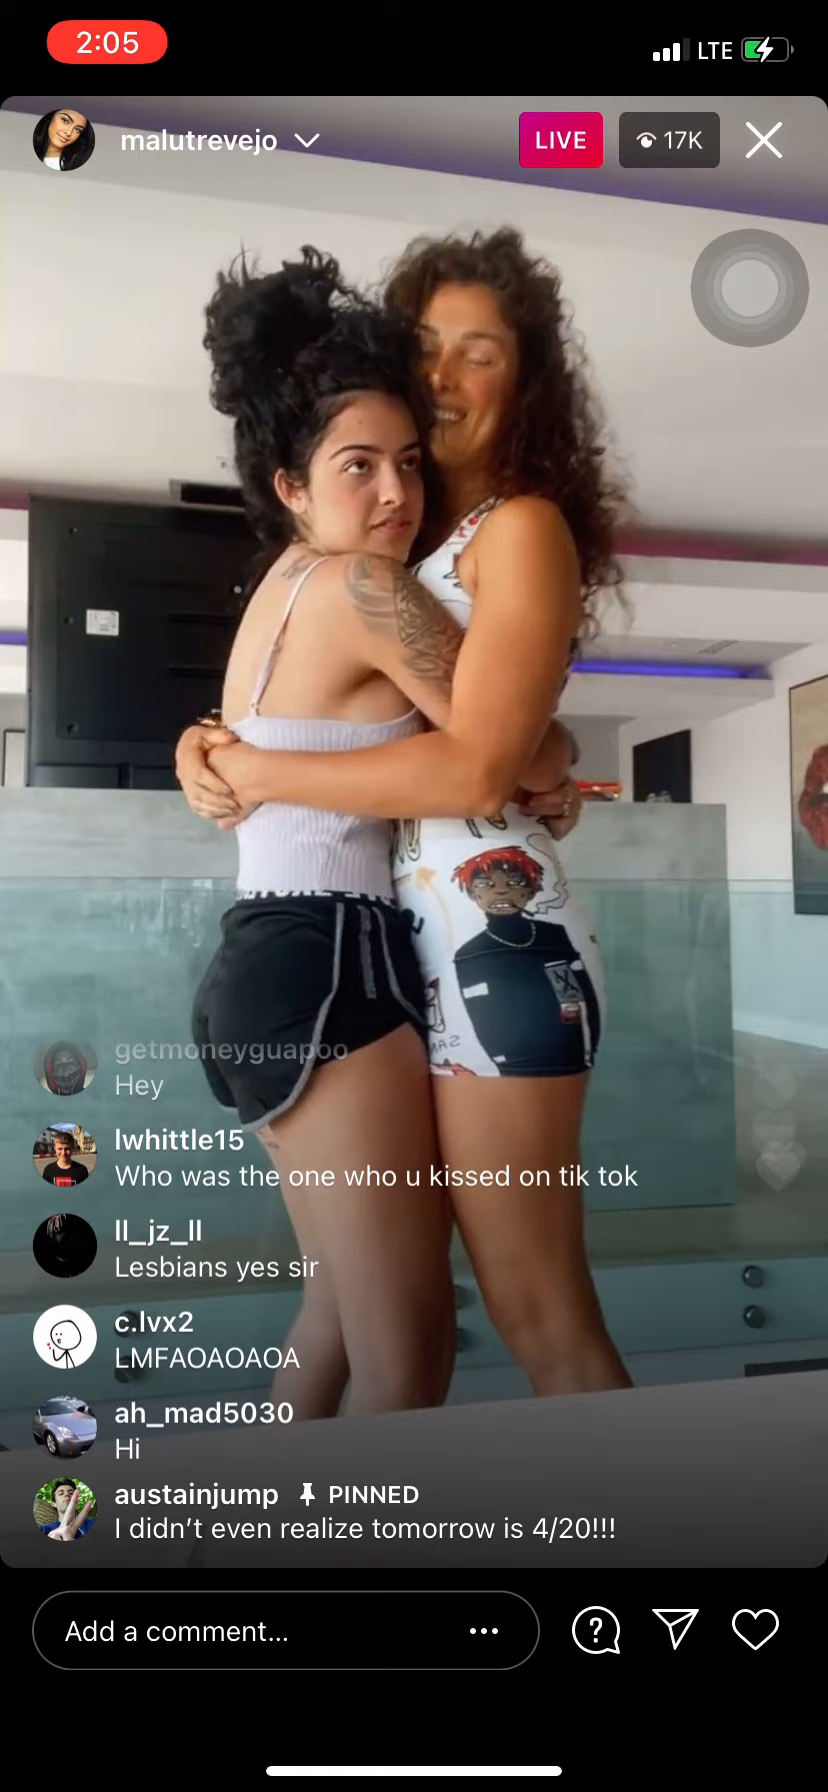 2:05
LTE
malutrevejo
LIVE
17K
getmoneyguapoo
Hey
lwhittle15
Who was the one who u kissed on tik tok
ll_jz_ll
Lesbians yes sir
c.lvx2
LMFAOAOAOA
ah_mad5030
Hi
austainjump PINNED
I didn't even realize tomorrow is 4/20!!!
Add a comment...